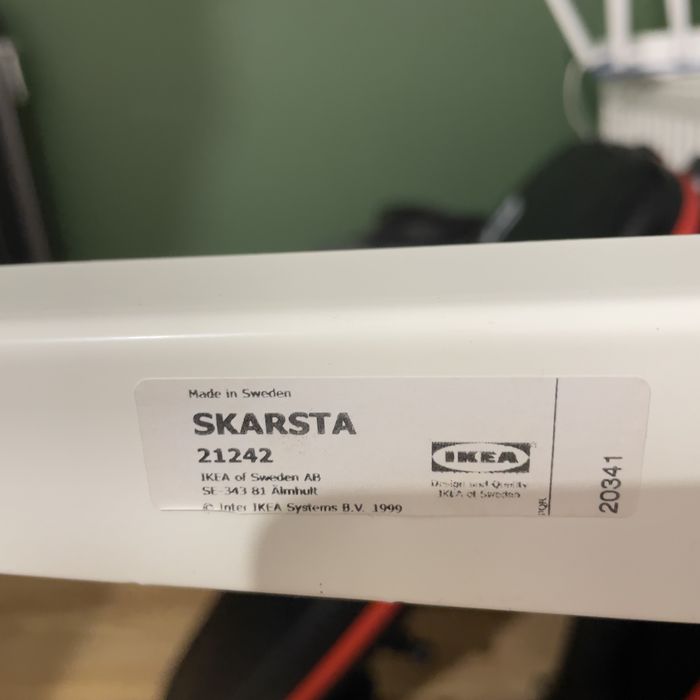 Made in Sweden
SKARSTA
21242
IKEA of Sweden AB
SE-343 81 Älmhult
© Inter IKEA Systems B.V. 1999
IKEA
Design and Quality
IKEA of Sweden
PQR
20341